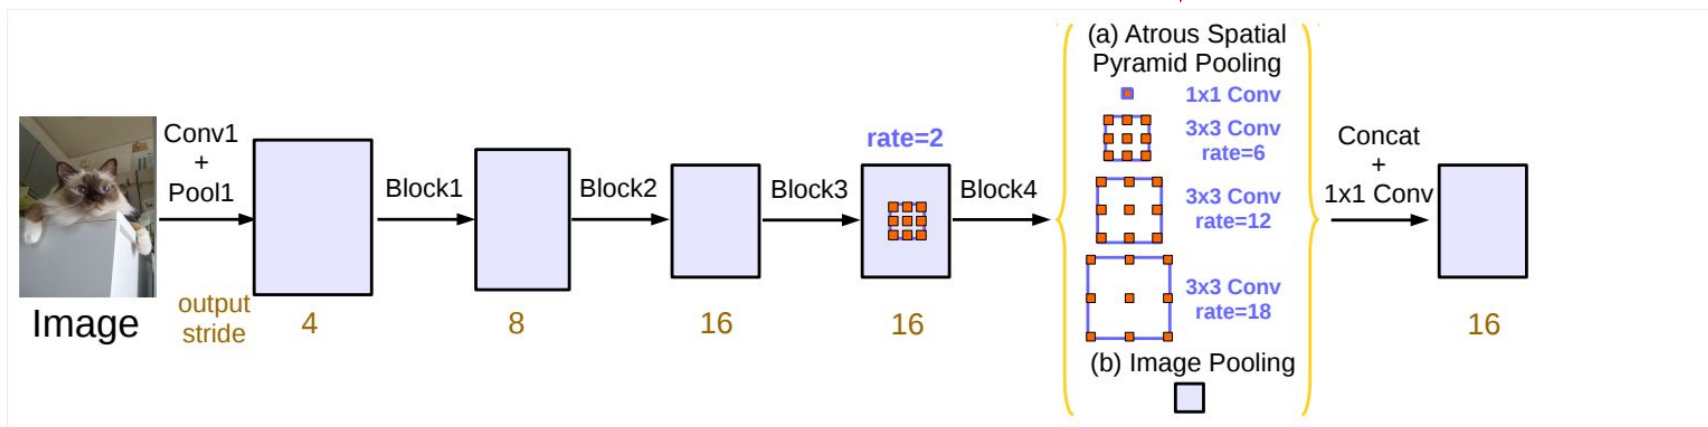 (a) Atrous Spatial
Pyramid Pooling
1x1 Conv
3x3 Conv
rate=6
3x3 Conv
rate=12
3x3 Conv
rate=18
(b) Image Pooling
Conv1
+
Pool1
Block1
Block2
Block3
rate=2
Block4
Concat
+
1x1 Conv
Image
output
stride
4
8
16
16
16